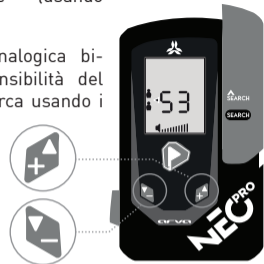 (usando
nalogica bi-
nsibilità del
rca usando i
53
SEARCH
SEARCH
+
−
arva
NEO PRO